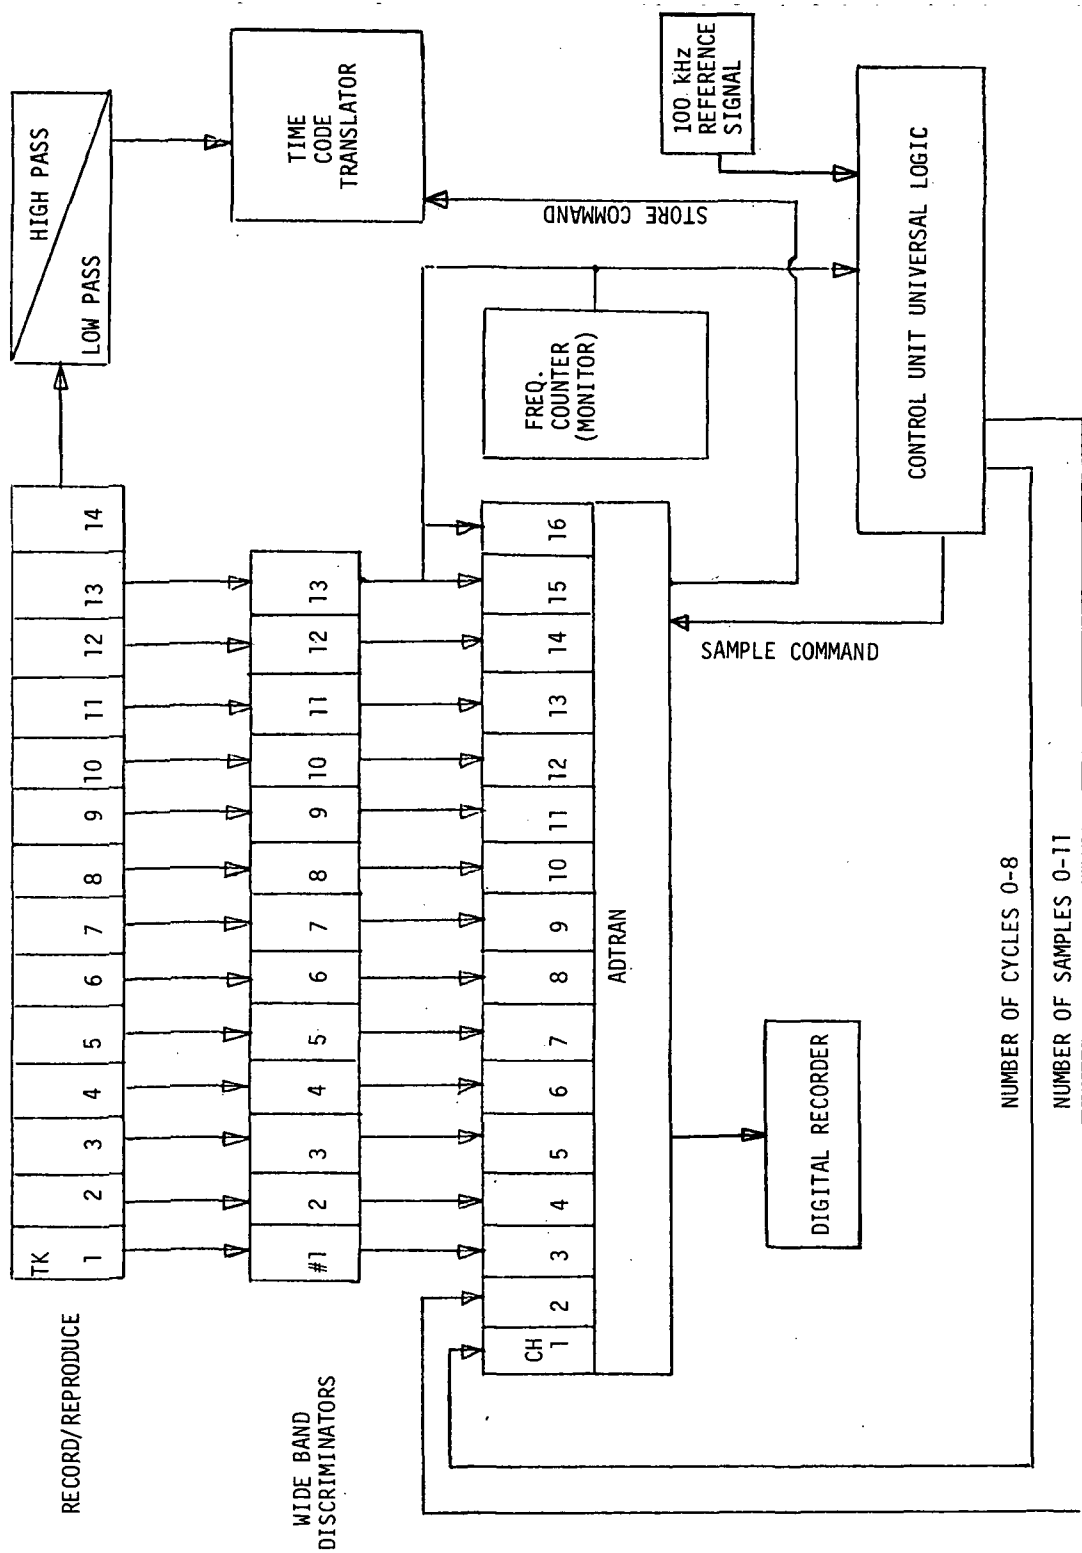 RECORD/REPRODUCE
TK
1 2 3 4 5 6 7 8 9 10 11 12 13 14
HIGH PASS
LOW PASS
WIDE BAND
DISCRIMINATORS
#1 2 3 4 5 6 7 8 9 10 11 12 13
TIME
CODE
TRANSLATOR
CH
1 2 3 4 5 6 7 8 9 10 11 12 13 14 15 16
ADTRAN
FREQ.
COUNTER
(MONITOR)
STORE COMMAND
100 kHz
REFERENCE
SIGNAL
SAMPLE COMMAND
DIGITAL RECORDER
CONTROL UNIT UNIVERSAL LOGIC
NUMBER OF CYCLES 0-8
NUMBER OF SAMPLES 0-11